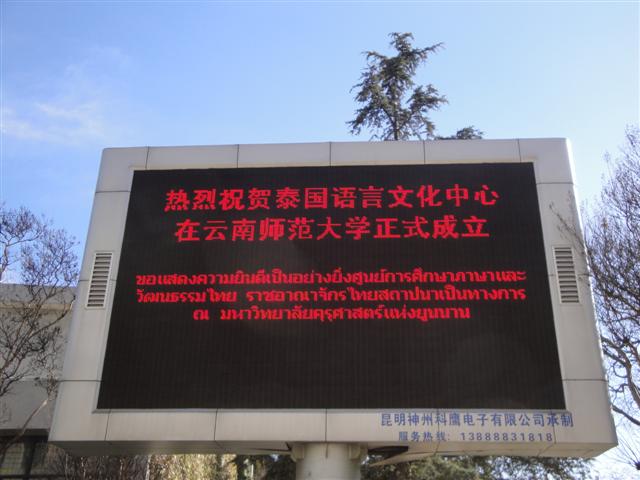 热烈祝贺泰国语言文化中心
在云南师范大学正式成立
ขอแสดงความยินดีเป็นอย่างยิ่งศูนย์การศึกษาภาษาและ
วัฒนธรรมไทย ราชอาณาจักรไทยสถาปนาเป็นทางการ
ณ มหาวิทยาลัยครุศาสตร์แห่งยูนนาน
昆明神州科鹰电子有限公司承制
服务热线: 13888831818